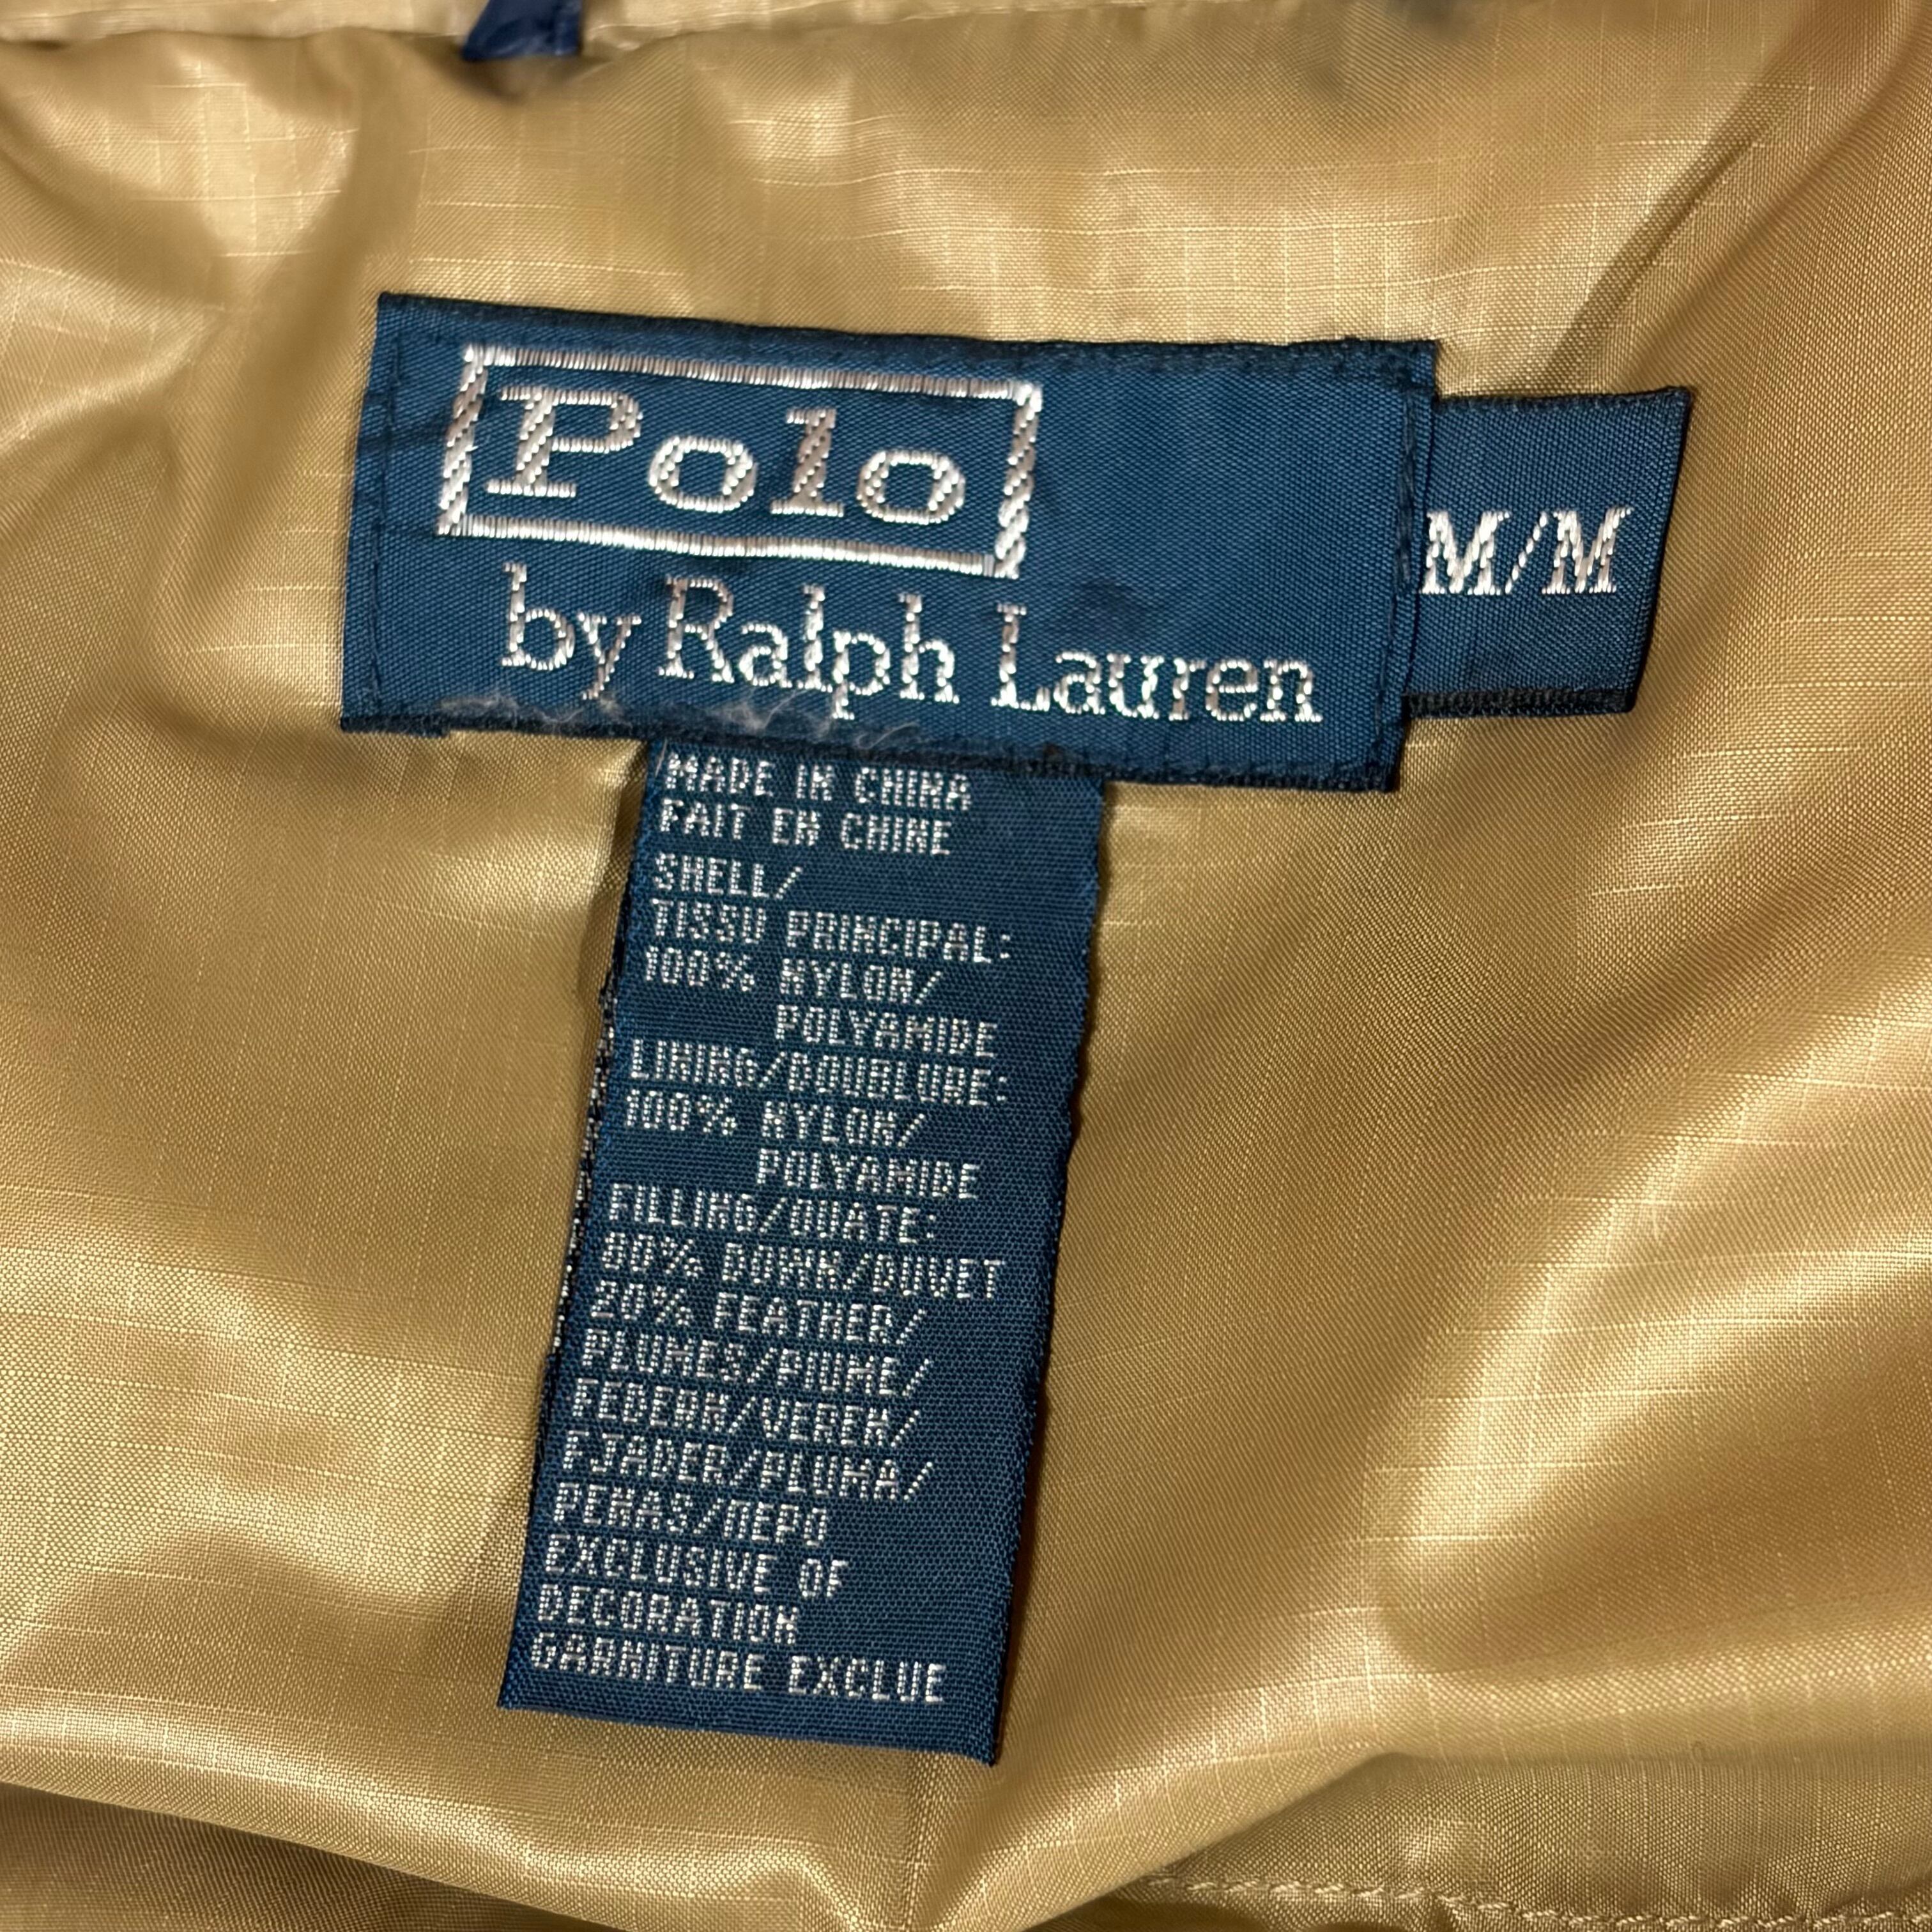 Polo
by Ralph Lauren
M/M
MADE IN CHINA
FAIT EN CHINE
SHELL/
TISSU PRINCIPAL:
100% NYLON/
POLYAMIDE
LINING/DOUBLURE:
100% NYLON/
POLYAMIDE
FILLING/OUATE:
80% DOWN/DUVET
20% FEATHER/
PLUMES/PIUME/
FEDERN/VEREN/
FJADER/PLUMA/
PENAS/ПЕРО
EXCLUSIVE OF
DECORATION
GARNITURE EXCLUE